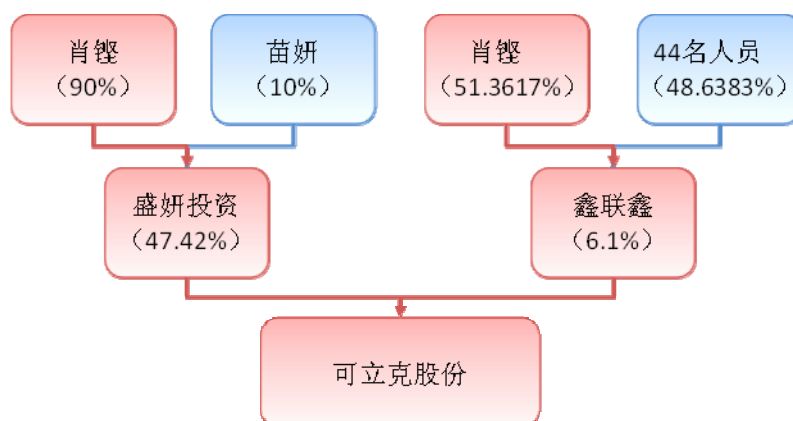 肖铿
（90%）
苗妍
（10%）
肖铿
（51.3617%）
44名人员
（48.6383%）
盛妍投资
（47.42%）
鑫联鑫
（6.1%）
可立克股份